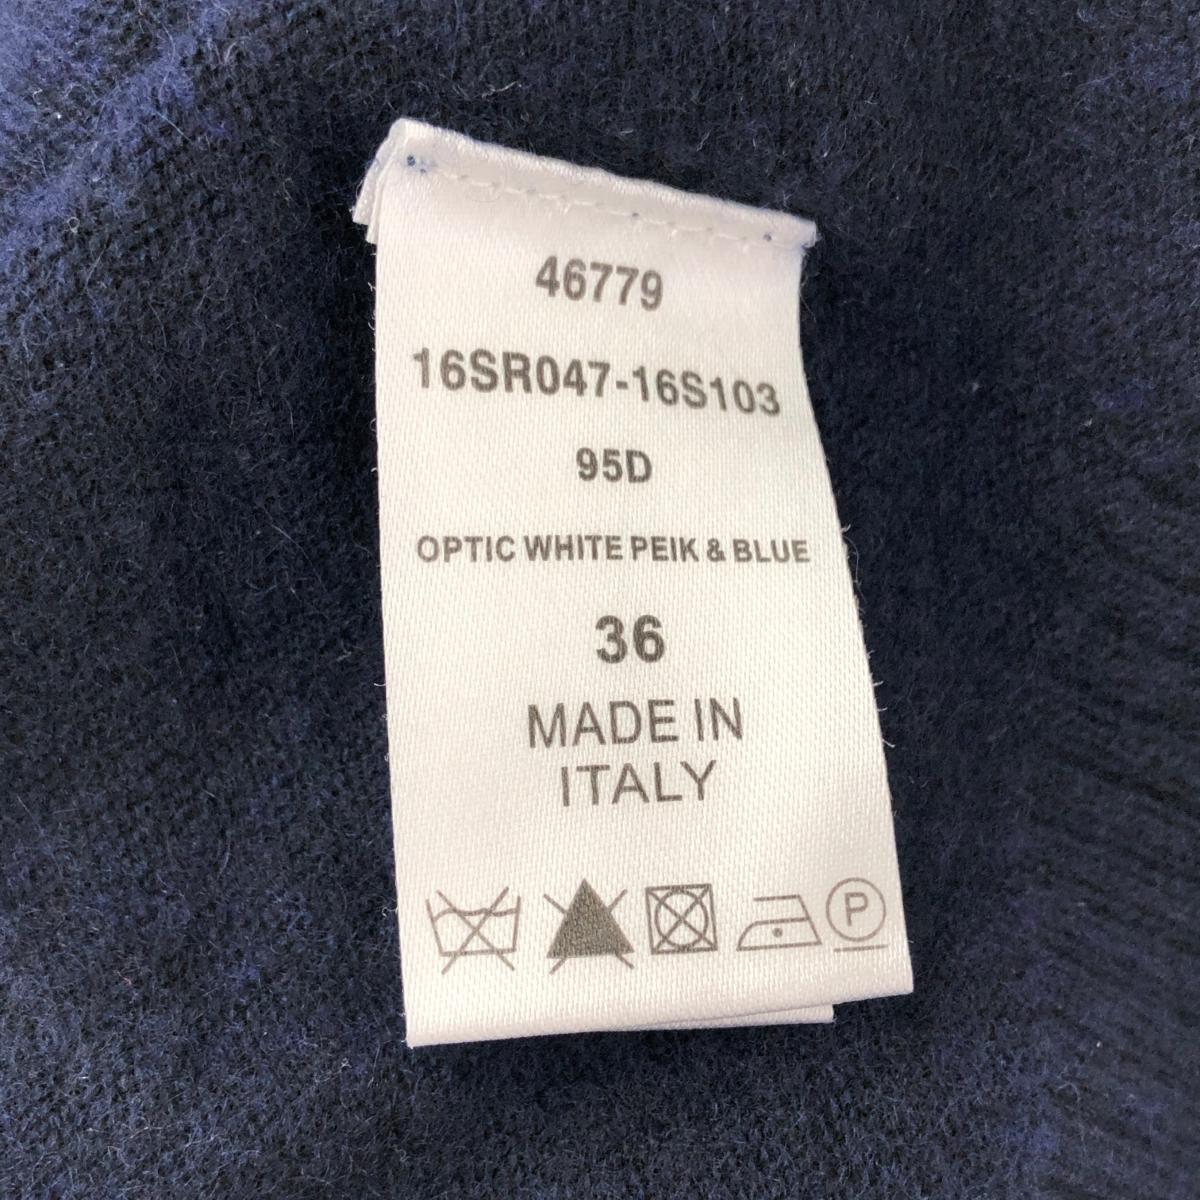 46779
16SR047-16S103
95D
OPTIC WHITE PEIK & BLUE
36
MADE IN
ITALY
P